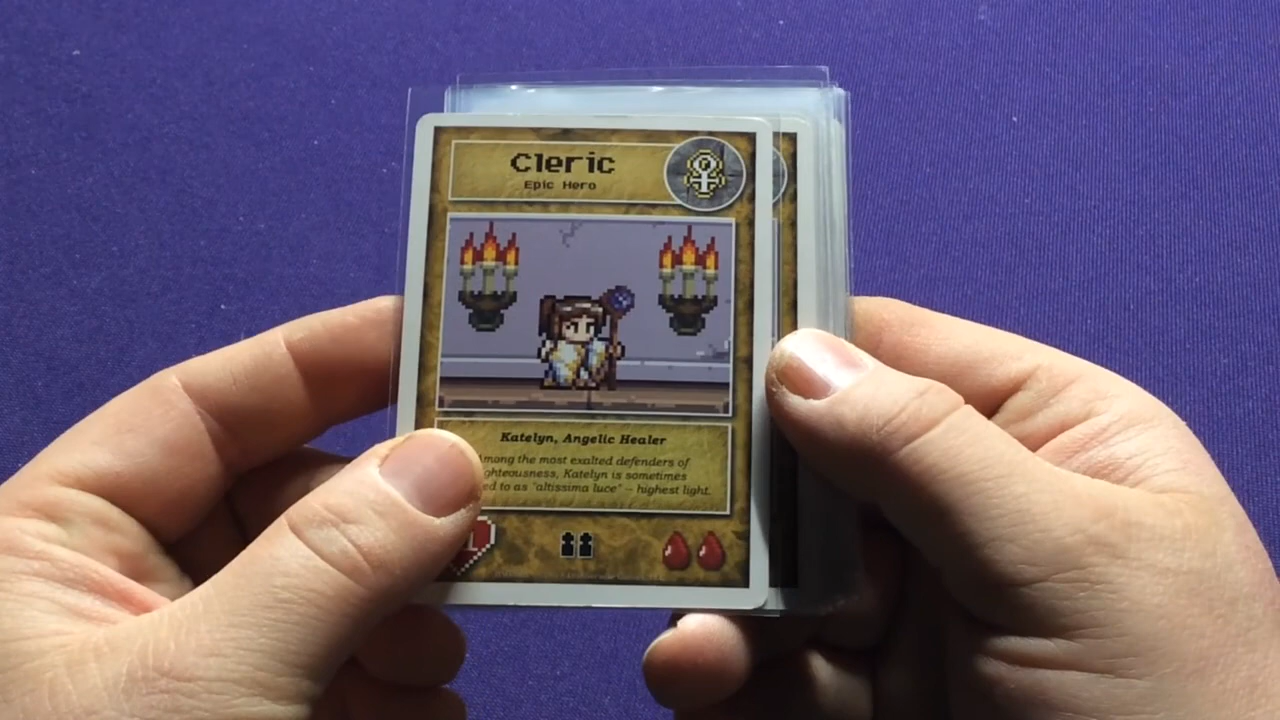 Cleric
Epic Hero
Katelyn, Angelic Healer
Among the most exalted defenders of
ghteousness, Katelyn is sometimes
ed to as "altissima luce" -- highest light.